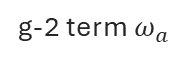 g-2 term ωₐ